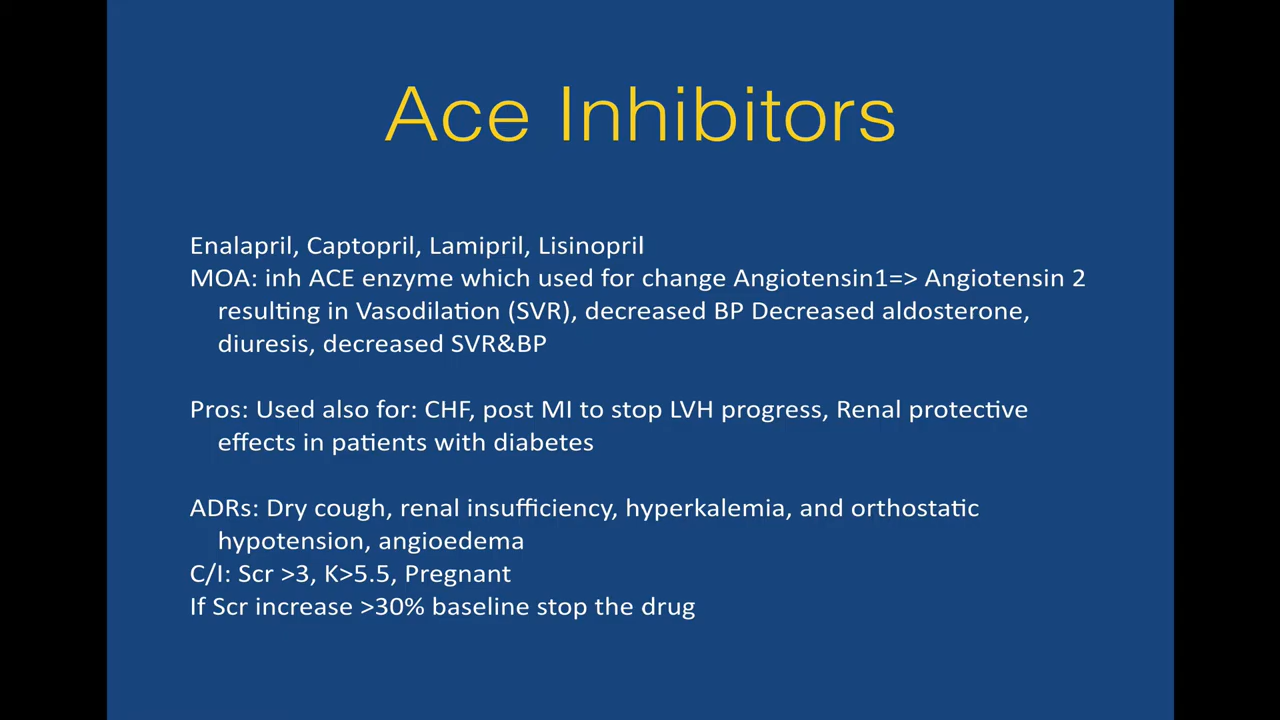 Ace Inhibitors
Enalapril, Captopril, Lamipril, Lisinopril
MOA: inh ACE enzyme which used for change Angiotensin1=> Angiotensin 2
resulting in Vasodilation (SVR), decreased BP Decreased aldosterone,
diuresis, decreased SVR&BP
Pros: Used also for: CHF, post MI to stop LVH progress, Renal protective
effects in patients with diabetes
ADRs: Dry cough, renal insufficiency, hyperkalemia, and orthostatic
hypotension, angioedema
C/I: Scr >3, K>5.5, Pregnant
If Scr increase >30% baseline stop the drug